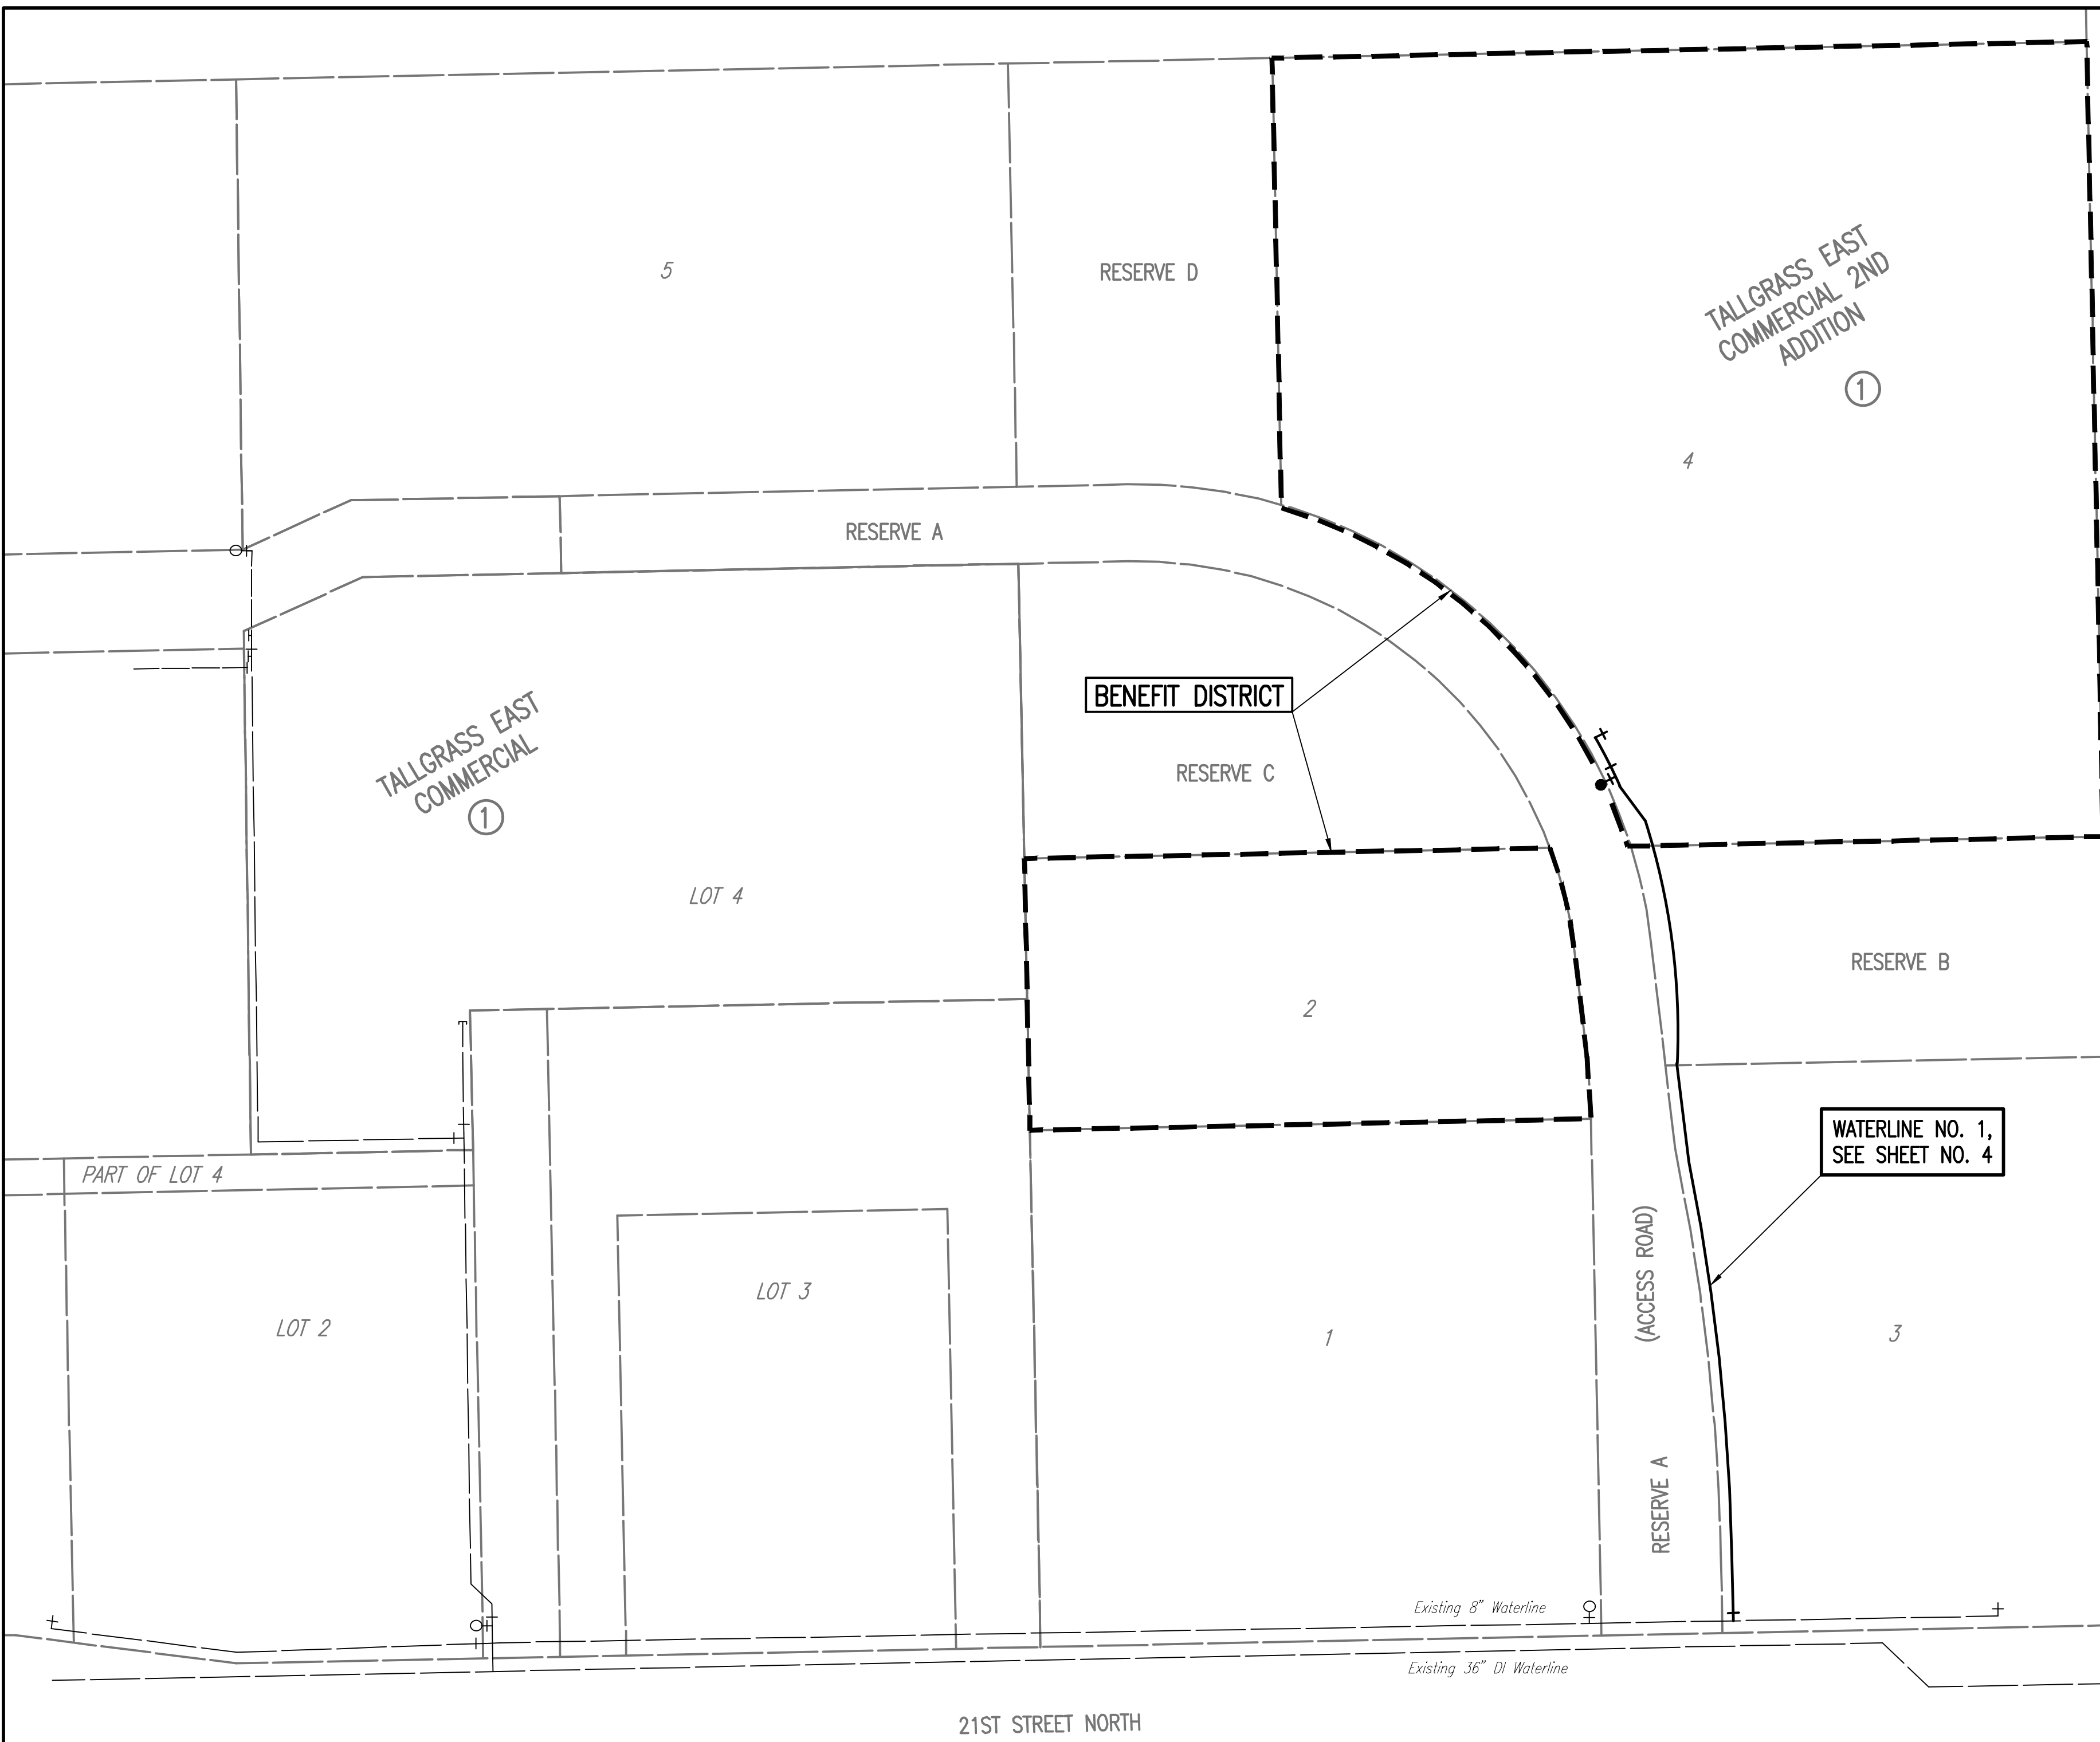 5
RESERVE D
TALLGRASS EAST
COMMERCIAL 2ND
ADDITION
1
4
RESERVE A
BENEFIT DISTRICT
RESERVE C
TALLGRASS EAST
COMMERCIAL
1
LOT 4
RESERVE B
2
WATERLINE NO. 1,
SEE SHEET NO. 4
PART OF LOT 4
(ACCESS ROAD)
LOT 3
LOT 2
1
3
RESERVE A
Existing 8" Waterline
Existing 36" DI Waterline
21ST STREET NORTH